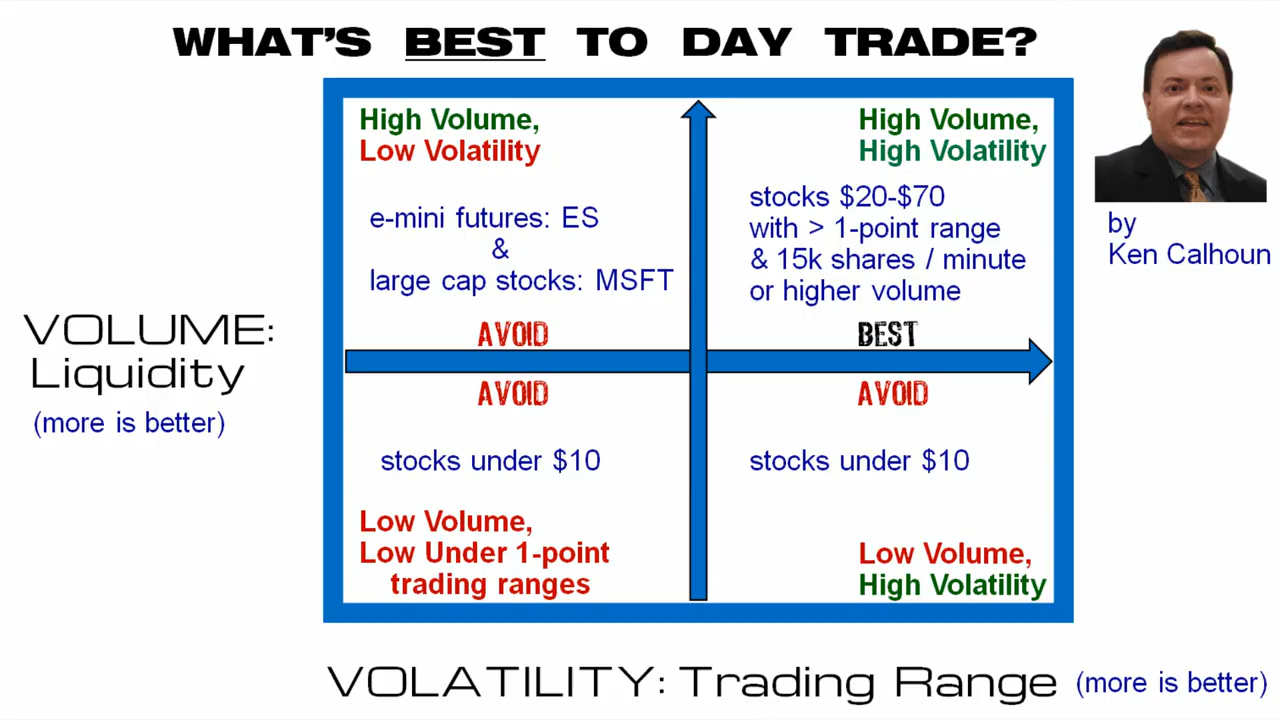 WHAT'S BEST TO DAY TRADE?
High Volume,
Low Volatility
e-mini futures: ES
&
large cap stocks: MSFT
AVOID
High Volume,
High Volatility
stocks $20-$70
with > 1-point range
& 15k shares / minute
or higher volume
BEST
by
Ken Calhoun
VOLUME:
Liquidity
(more is better)
AVOID
stocks under $10
Low Volume,
Low Under 1-point
trading ranges
AVOID
stocks under $10
Low Volume,
High Volatility
VOLATILITY: Trading Range (more is better)